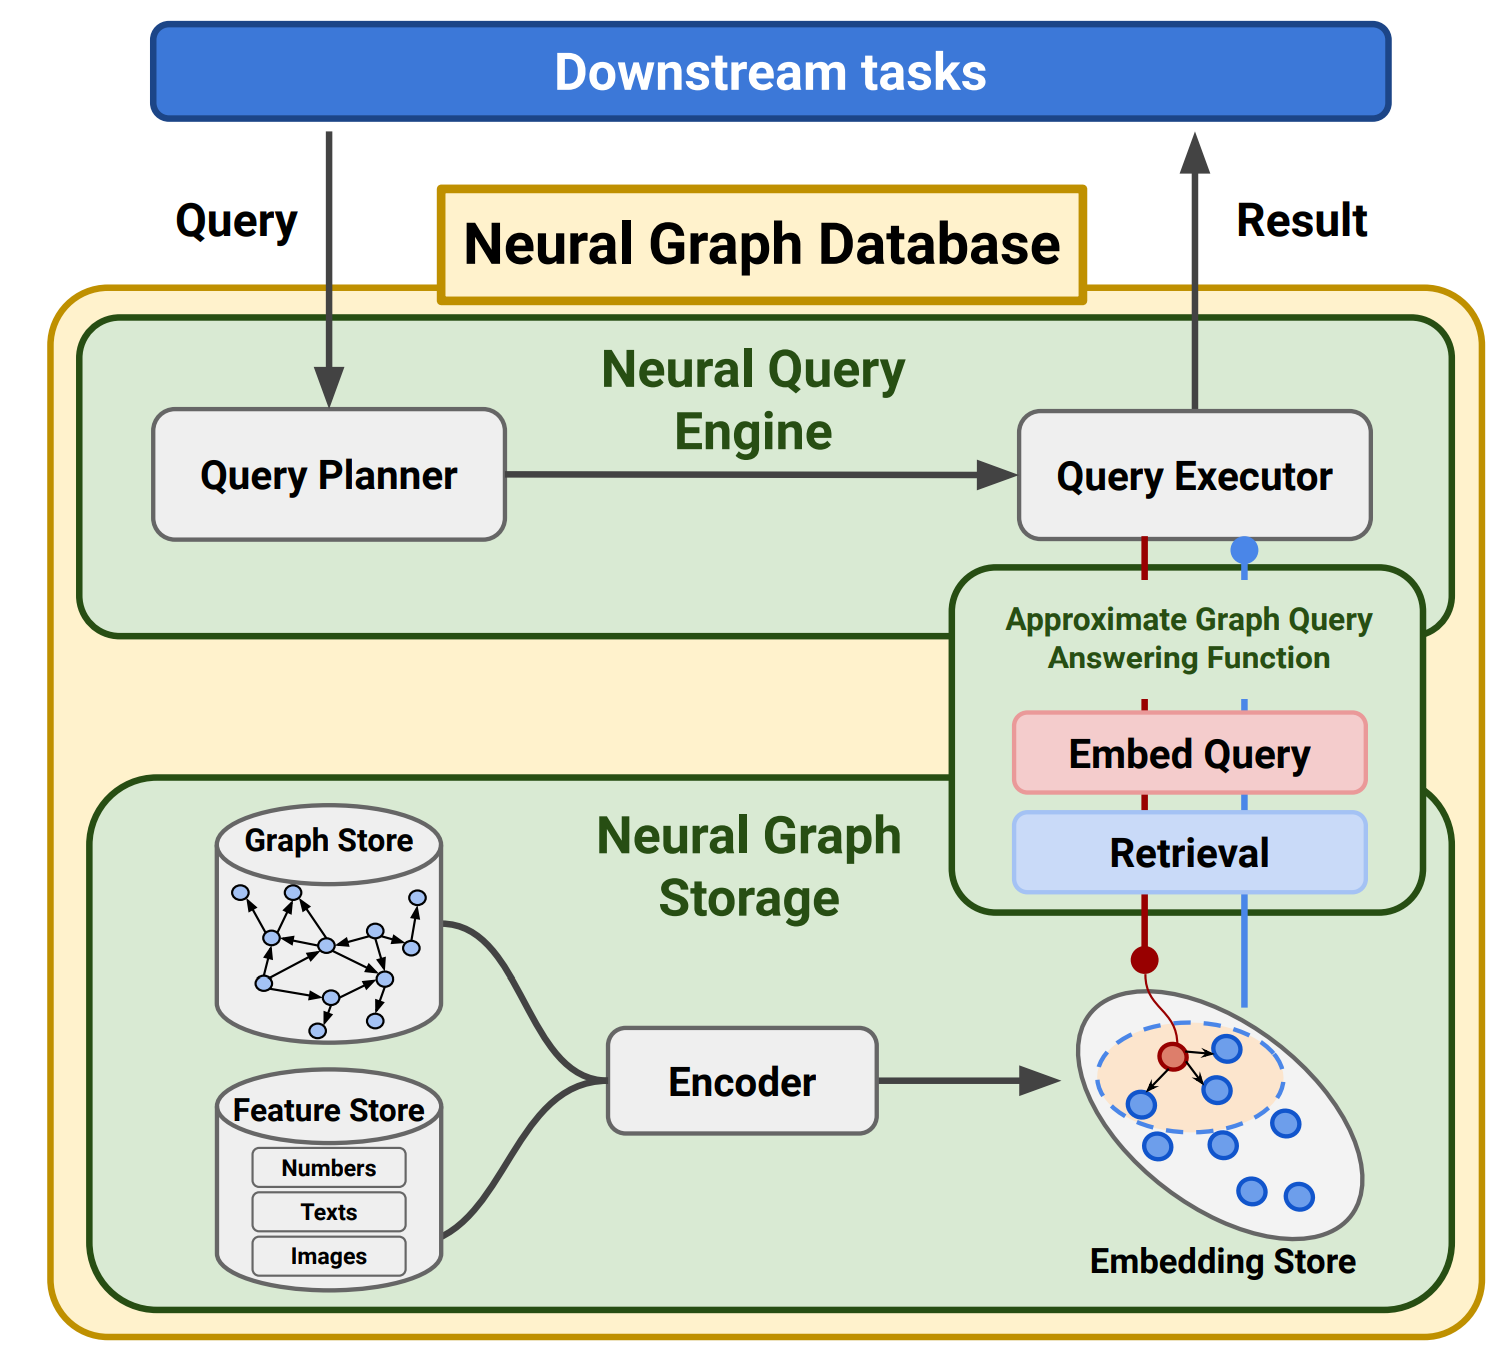 Downstream tasks
Query
Result
Neural Graph Database
Neural Query
Engine
Query Planner
Query Executor
Approximate Graph Query
Answering Function
Embed Query
Retrieval
Neural Graph
Storage
Graph Store
Feature Store
Numbers
Texts
Images
Encoder
Embedding Store